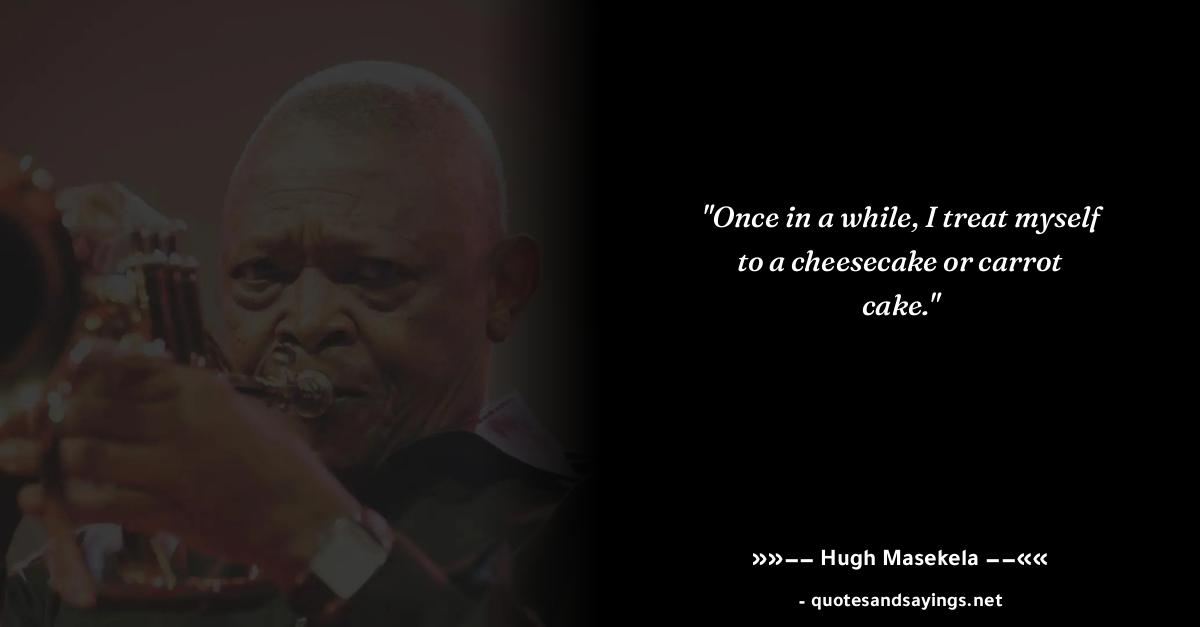 "Once in a while, I treat myself
to a cheesecake or carrot
cake."
»»−− Hugh Masekela −−««
- quotesandsayings.net